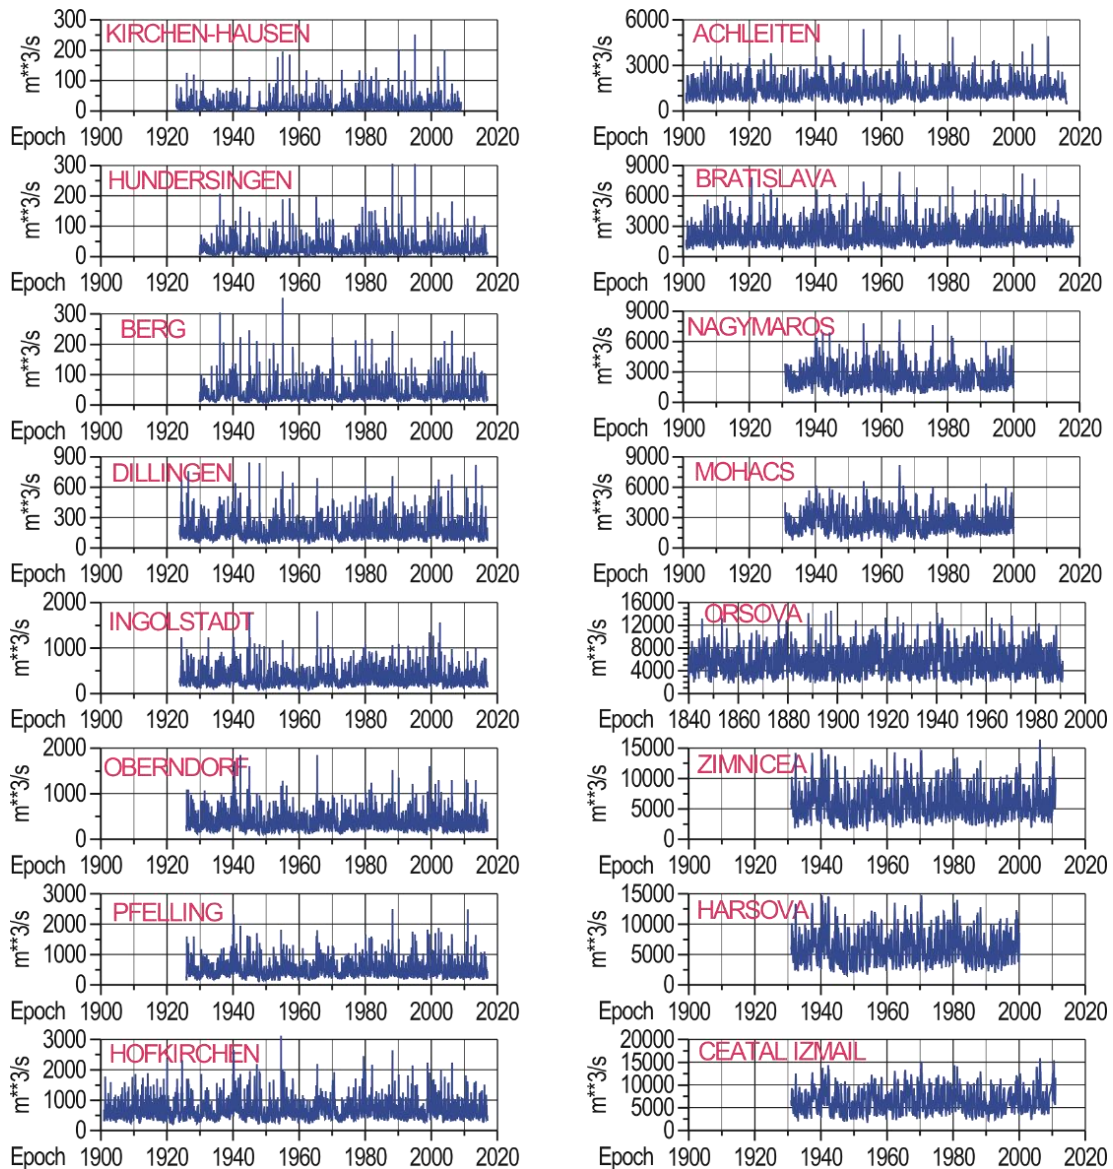 300
200
100
0
m**3/s
KIRCHEN-HAUSEN
Epoch
1900 1920 1940 1960 1980 2000 2020
300
200
100
0
m**3/s
HUNDERSINGEN
Epoch
1900 1920 1940 1960 1980 2000 2020
300
200
100
0
m**3/s
BERG
Epoch
1900 1920 1940 1960 1980 2000 2020
900
600
300
0
m**3/s
DILLINGEN
Epoch
1900 1920 1940 1960 1980 2000 2020
2000
1000
0
m**3/s
INGOLSTADT
Epoch
1900 1920 1940 1960 1980 2000 2020
2000
1000
0
m**3/s
OBERNDORF
Epoch
1900 1920 1940 1960 1980 2000 2020
3000
2000
1000
0
m**3/s
PFELLING
Epoch
1900 1920 1940 1960 1980 2000 2020
3000
2000
1000
0
m**3/s
HOFKIRCHEN
Epoch
1900 1920 1940 1960 1980 2000 2020
6000
3000
0
m**3/s
ACHLEITEN
Epoch
1900 1920 1940 1960 1980 2000 2020
9000
6000
3000
0
m**3/s
BRATISLAVA
Epoch
1900 1920 1940 1960 1980 2000 2020
9000
6000
3000
0
m**3/s
NAGYMAROS
Epoch
1900 1920 1940 1960 1980 2000 2020
9000
6000
3000
0
m**3/s
MOHACS
Epoch
1900 1920 1940 1960 1980 2000 2020
16000
12000
8000
4000
0
m**3/s
ORSOVA
Epoch
1840 1860 1880 1900 1920 1940 1960 1980 2000
15000
10000
5000
0
m**3/s
ZIMNICEA
Epoch
1900 1920 1940 1960 1980 2000 2020
15000
10000
5000
0
m**3/s
HARSOVA
Epoch
1900 1920 1940 1960 1980 2000 2020
20000
15000
10000
5000
0
m**3/s
CEATAL IZMAIL
Epoch
1900 1920 1940 1960 1980 2000 2020